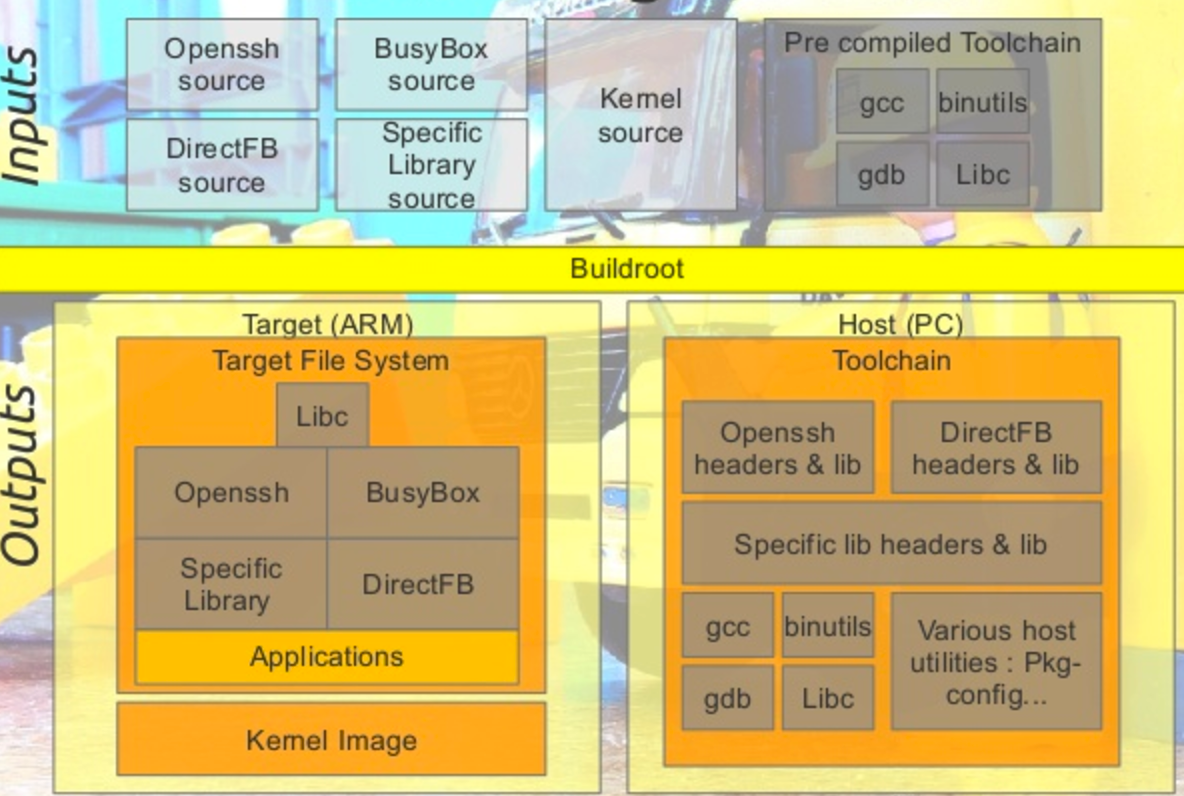 Inputs
Openssh
source
BusyBox
source
DirectFB
source
Specific
Library
source
Kernel
source
Pre compiled Toolchain
gcc
binutils
gdb
Libc
Buildroot
Outputs
Target (ARM)
Target File System
Libc
Openssh
BusyBox
Specific
Library
DirectFB
Applications
Kernel Image
Host (PC)
Toolchain
Openssh
headers & lib
DirectFB
headers & lib
Specific lib headers & lib
gcc
binutils
gdb
Libc
Various host
utilities : Pkg-
config...